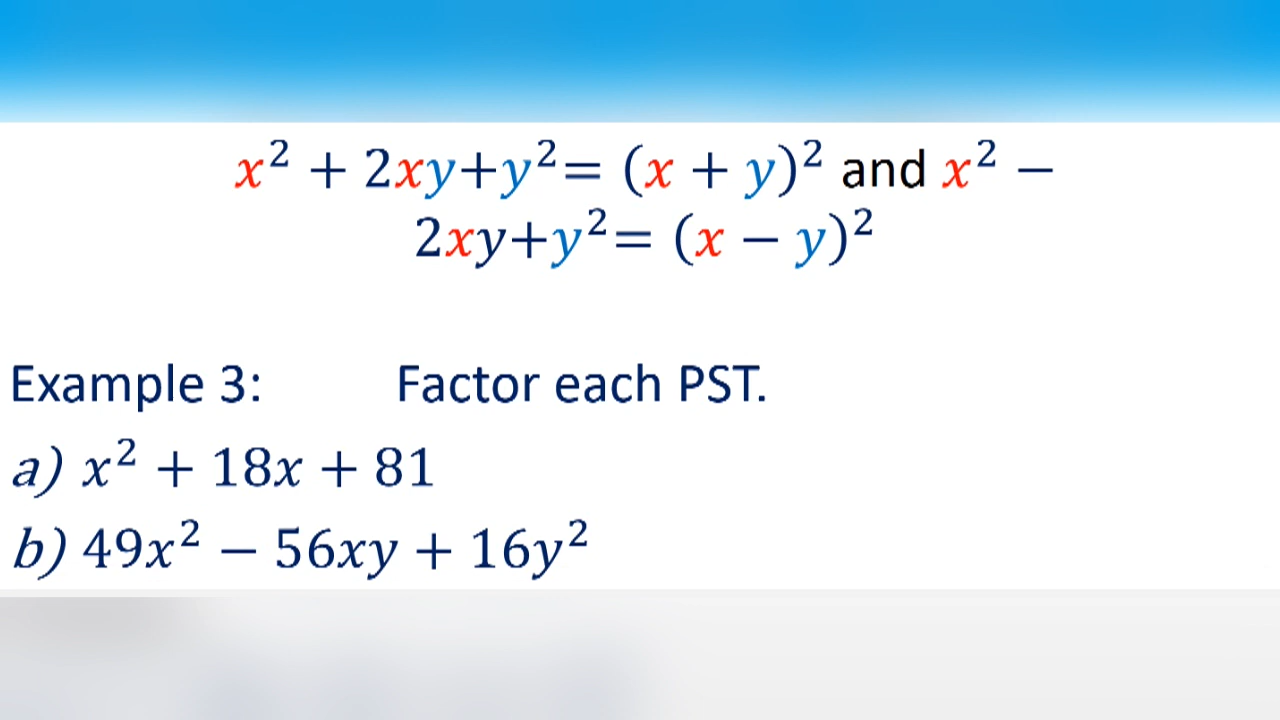 x² + 2xy+y²= (x + y)² and x² −
2xy+y²= (x − y)²
Example 3: Factor each PST.
a) x² + 18x + 81
b) 49x² − 56xy + 16y²